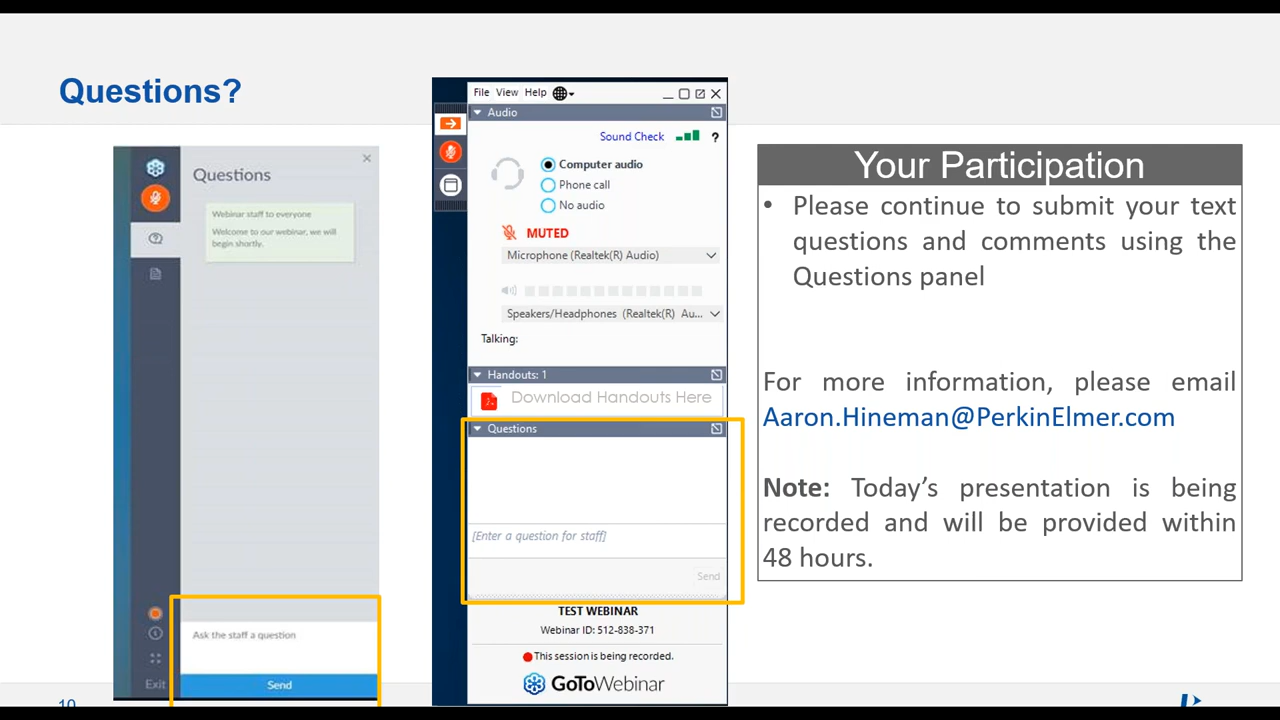 Questions?
Questions
Webinar staff to everyone
Welcome to our webinar, we will
begin shortly.
Ask the staff a question
Send
Exit
File View Help
Audio
Sound Check
?
Computer audio
Phone call
No audio
MUTED
Microphone (Realtek(R) Audio)
Speakers/Headphones (Realtek(R) Au...
Talking:
Handouts: 1
Download Handouts Here
Questions
[Enter a question for staff]
Send
TEST WEBINAR
Webinar ID: 512-838-371
This session is being recorded.
GoToWebinar
Your Participation
• Please continue to submit your text
questions and comments using the
Questions panel
For more information, please email
Aaron.Hineman@PerkinElmer.com
Note: Today’s presentation is being
recorded and will be provided within
48 hours.
10